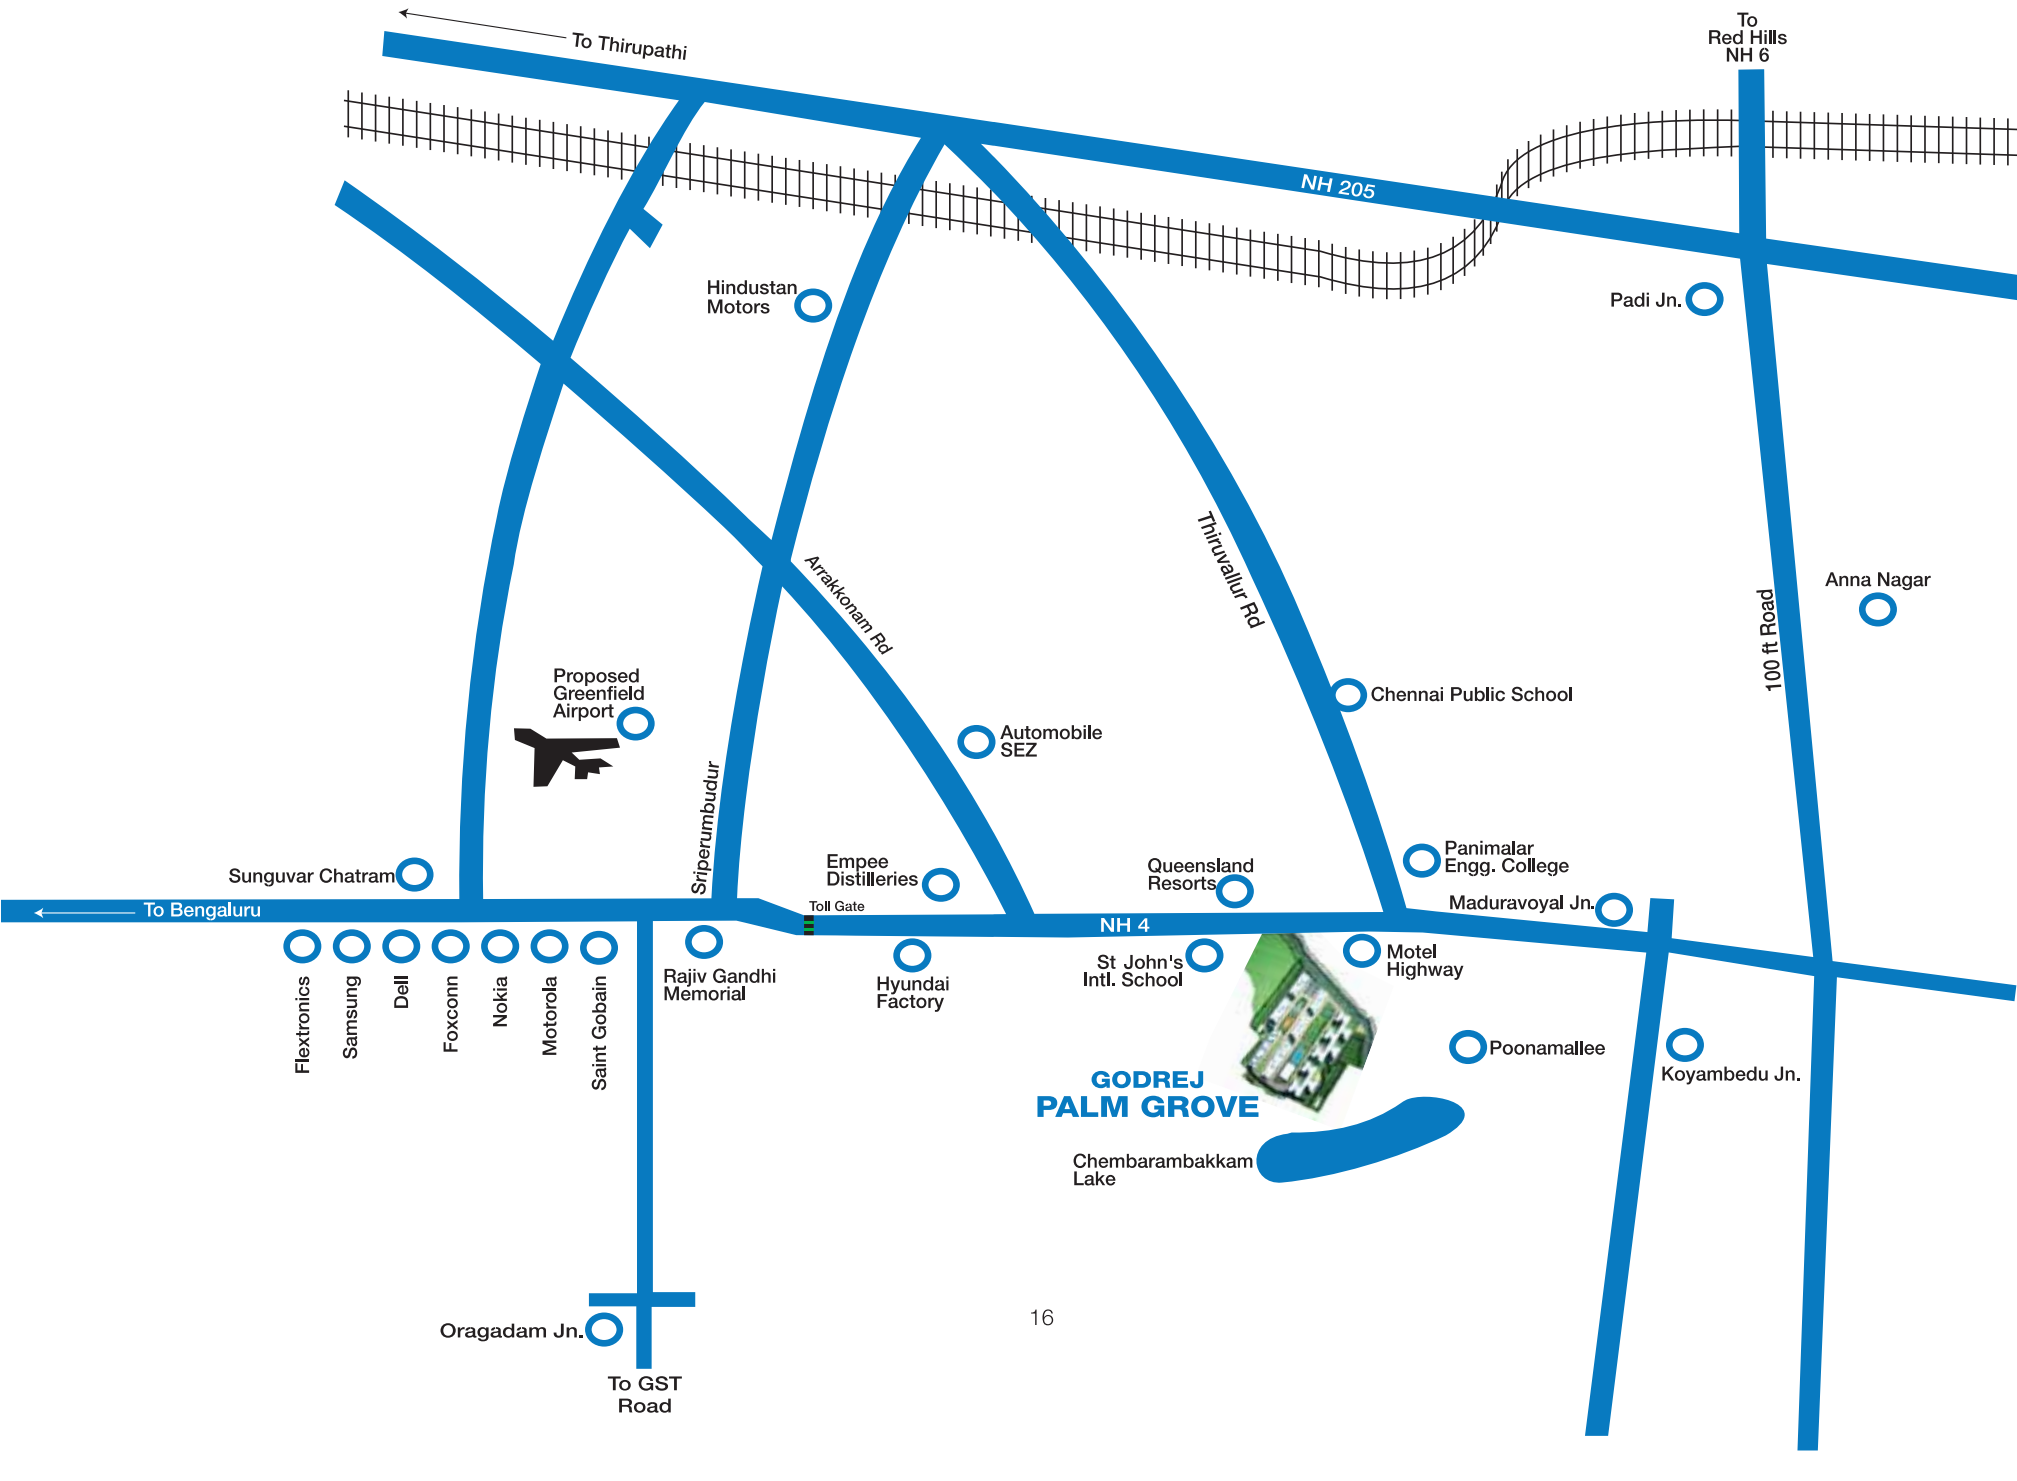 To
Red Hills
NH 6
To Thirupathi
NH 205
Hindustan
Motors
Padi Jn.
Arrakkonam Rd
Thiruvallur Rd
100 ft Road
Anna Nagar
Proposed
Greenfield
Airport
Chennai Public School
Automobile
SEZ
Sriperumbudur
Sunguvar Chatram
Empee
Distilleries
Queensland
Resorts
Panimalar
Engg. College
Maduravoyal Jn.
To Bengaluru
Toll Gate
NH 4
Flextronics
Samsung
Dell
Foxconn
Nokia
Motorola
Saint Gobain
Rajiv Gandhi
Memorial
Hyundai
Factory
St John's
Intl. School
Motel
Highway
Poonamallee
Koyambedu Jn.
GODREJ
PALM GROVE
Chembarambakkam
Lake
Oragadam Jn.
To GST
Road
16